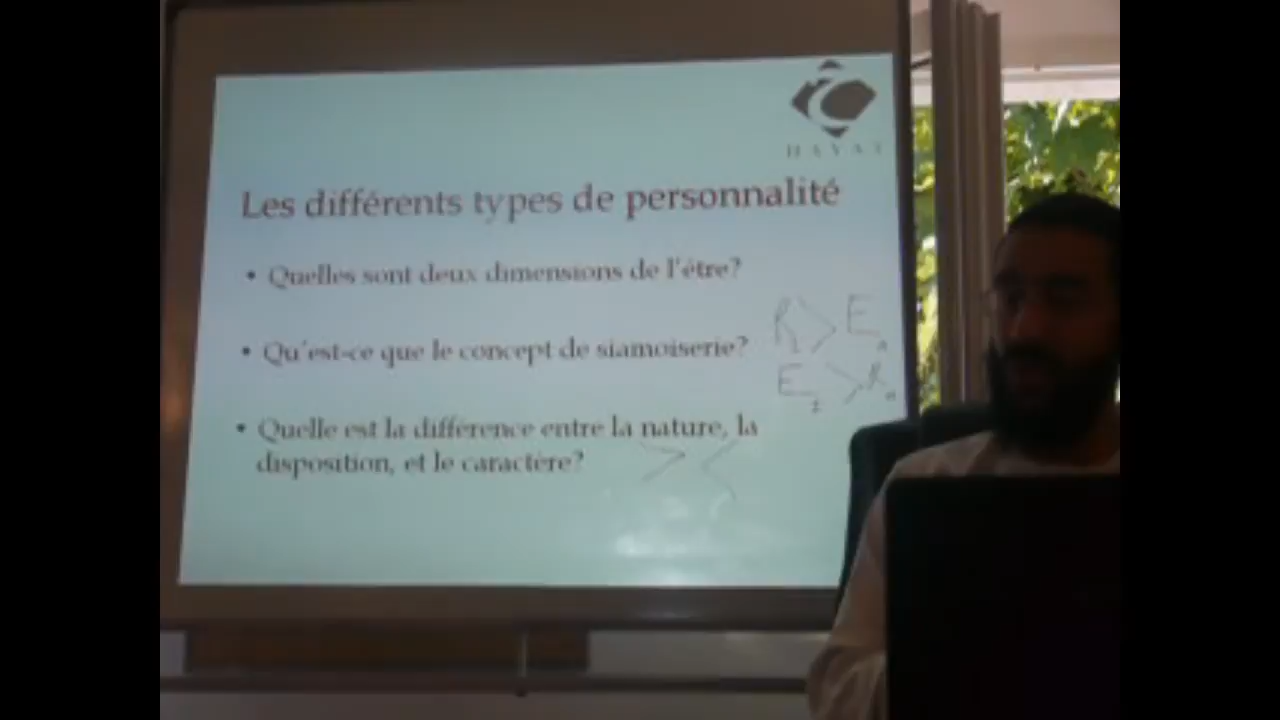 HAYAT
Les différents types de personnalité
• Quelles sont deux dimensions de l'être?
• Qu'est-ce que le concept de siamoiserie?
R > E
E > R
• Quelle est la différence entre la nature, la
disposition, et le caractère?
> <